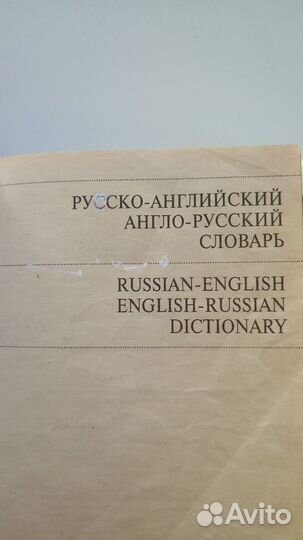 РУССКО-АНГЛИЙСКИЙ
АНГЛО-РУССКИЙ
СЛОВАРЬ
RUSSIAN-ENGLISH
ENGLISH-RUSSIAN
DICTIONARY
Avito